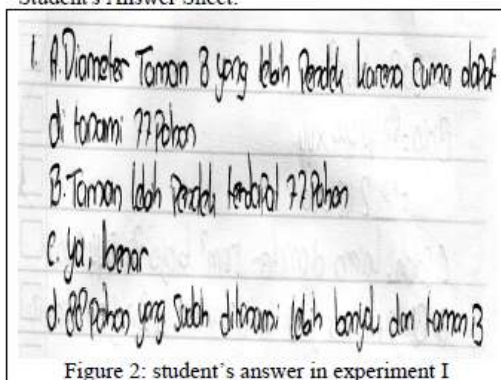 Student's Answer Sheet:
1. A. Diameter Taman B yang lebih Pendek karena cuma dapat
di tanami 77 Pohon
B. Taman lebih Pendek terdapat 77 Pohon
C. ya, benar
d. 88 Pohon yang sudah ditanami lebih banyak dari taman B
Figure 2: student's answer in experiment I